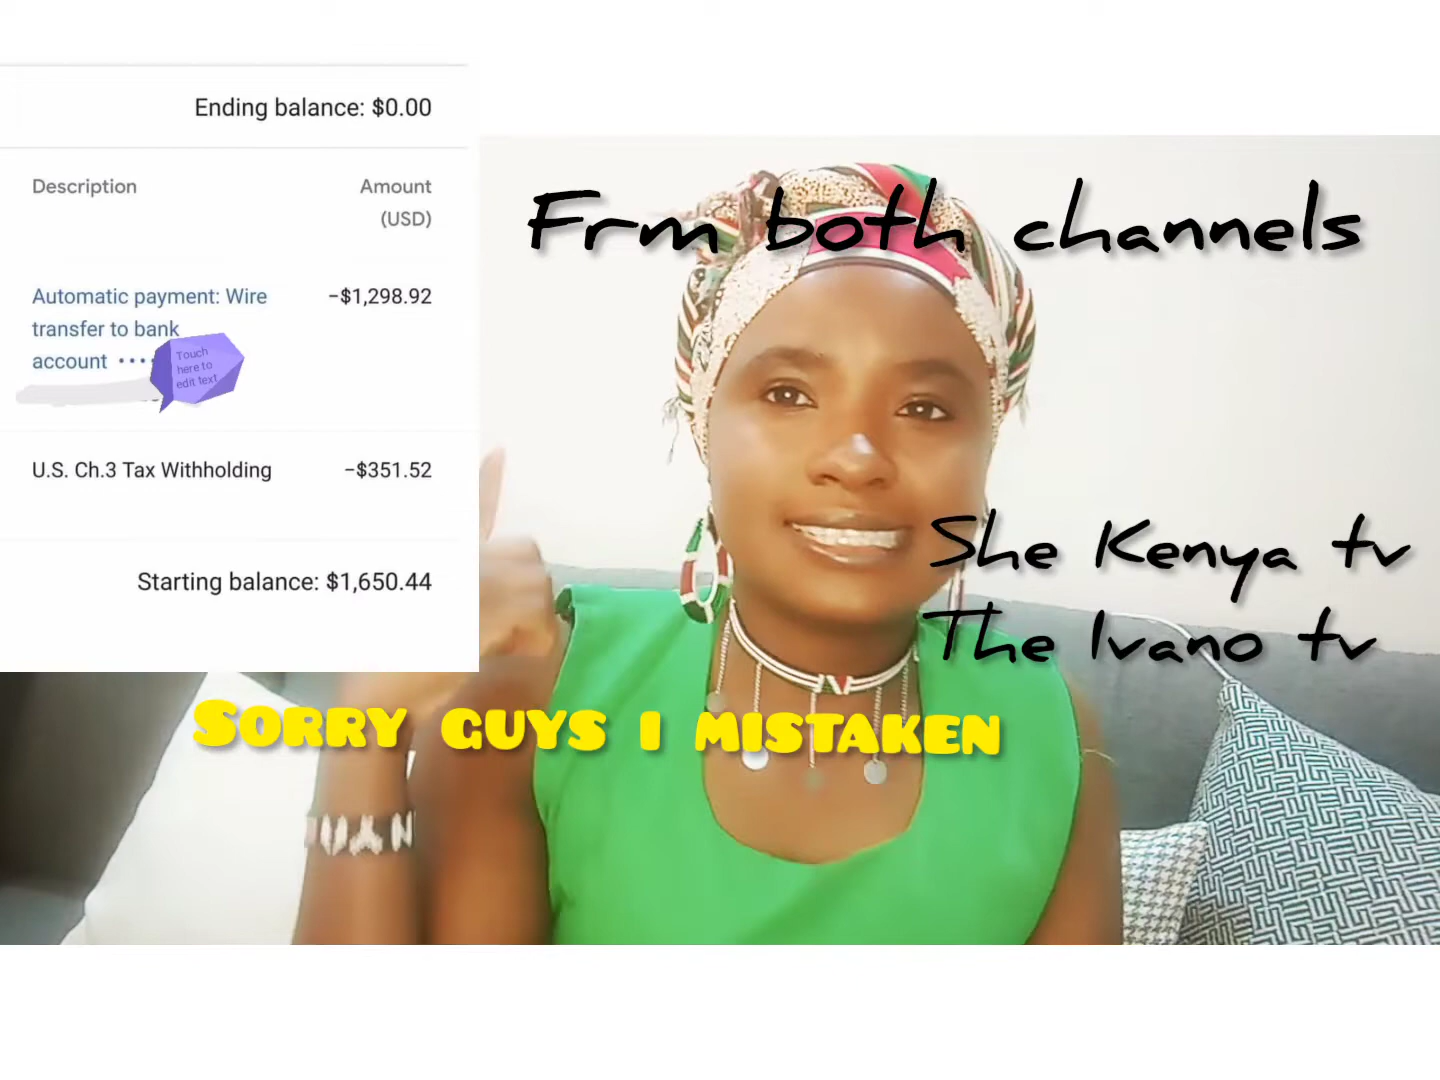 Ending balance: $0.00
Description Amount
(USD)
Automatic payment: Wire −$1,298.92
transfer to bank
account ••••
Touch
here to
edit text
U.S. Ch.3 Tax Withholding −$351.52
Starting balance: $1,650.44
Frm both channels
She Kenya tv
The Ivano tv
Sorry guys i mistaken